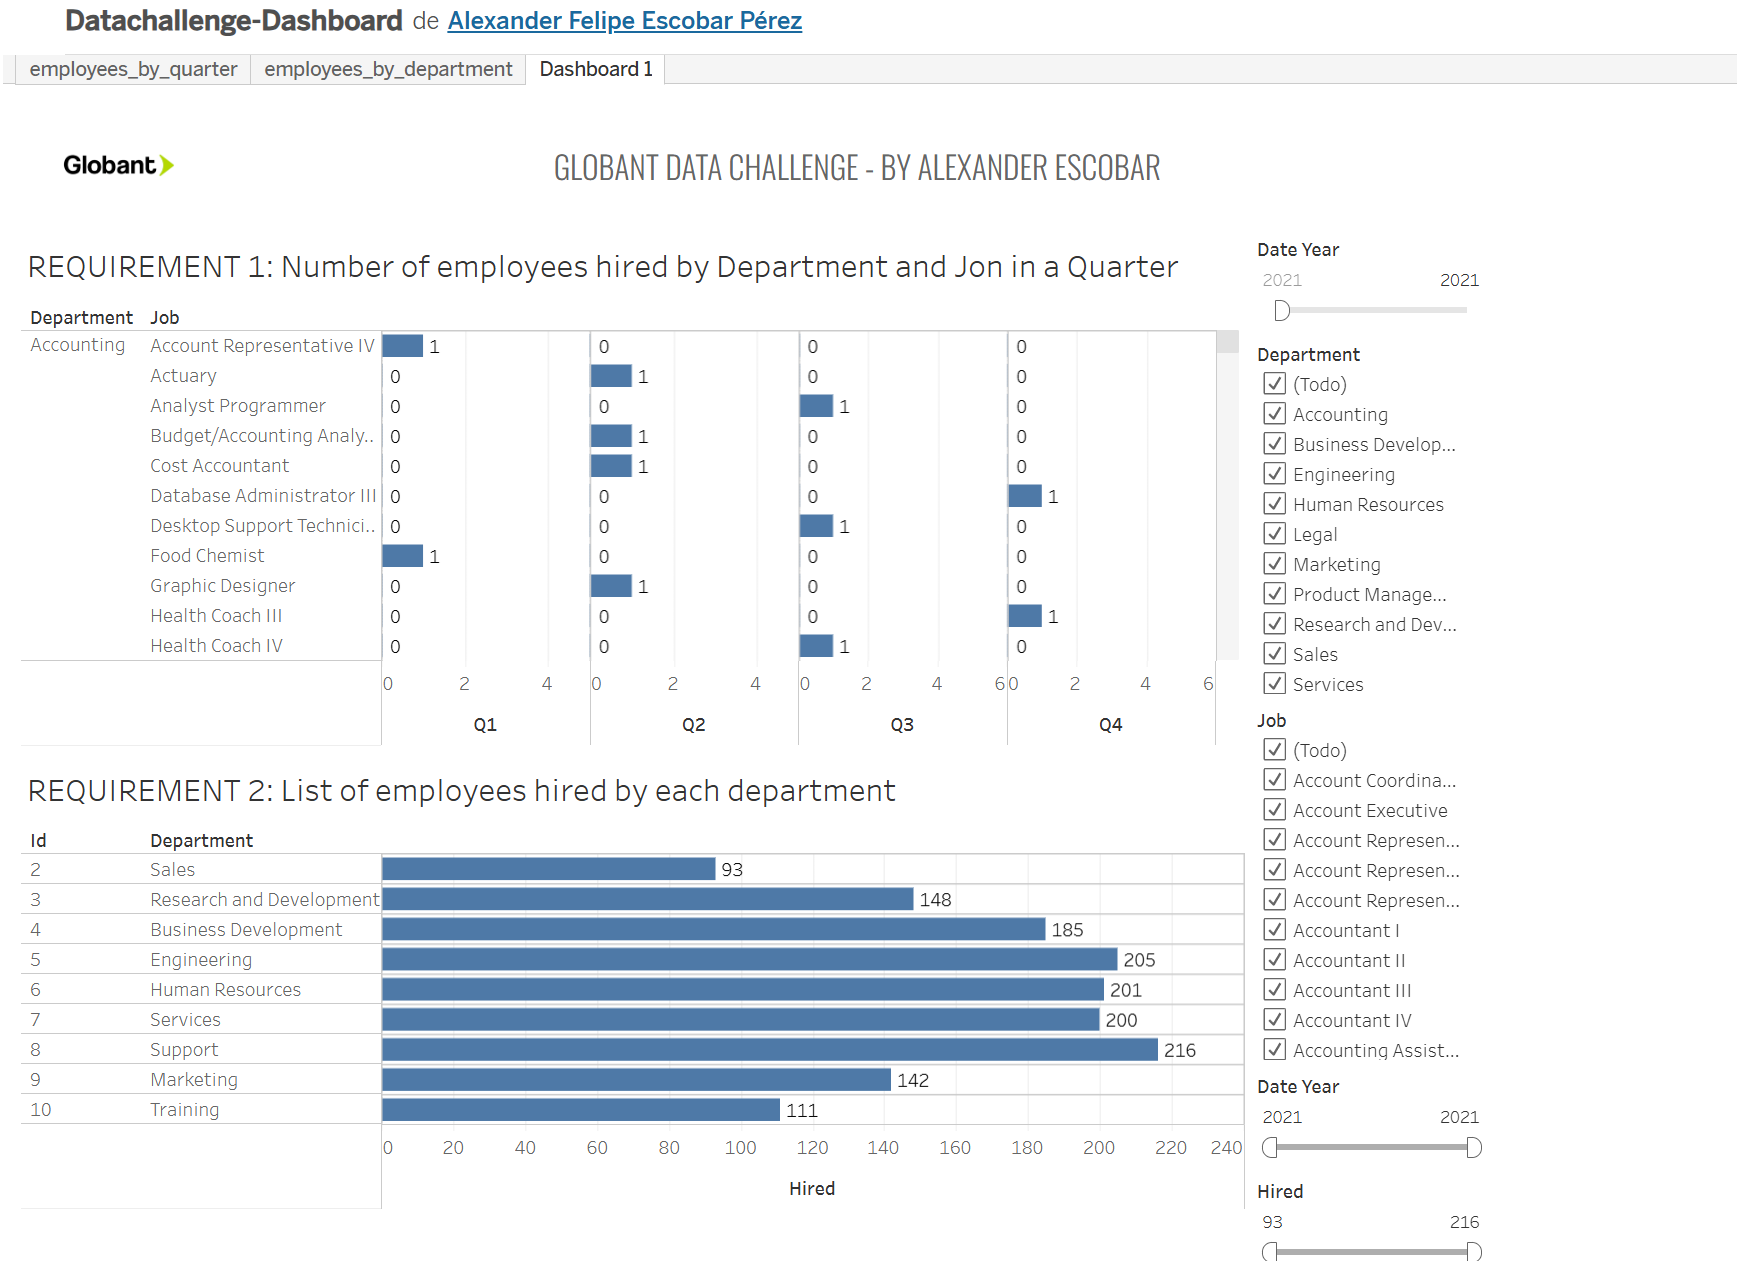 Datachallenge-Dashboard de Alexander Felipe Escobar Pérez
employees_by_quarter employees_by_department Dashboard 1
Globant
GLOBANT DATA CHALLENGE - BY ALEXANDER ESCOBAR
REQUIREMENT 1: Number of employees hired by Department and Jon in a Quarter
Department Job
Accounting Account Representative IV 1 0 0 0
Actuary 0 1 0 0
Analyst Programmer 0 0 1 0
Budget/Accounting Analy.. 0 1 0 0
Cost Accountant 0 1 0 0
Database Administrator III 0 0 0 1
Desktop Support Technici.. 0 0 1 0
Food Chemist 1 0 0 0
Graphic Designer 0 1 0 0
Health Coach III 0 0 0 1
Health Coach IV 0 0 1 0
0 2 4 0 2 4 0 2 4 6 0 2 4 6
Q1 Q2 Q3 Q4
REQUIREMENT 2: List of employees hired by each department
Id Department
2 Sales 93
3 Research and Development 148
4 Business Development 185
5 Engineering 205
6 Human Resources 201
7 Services 200
8 Support 216
9 Marketing 142
10 Training 111
0 20 40 60 80 100 120 140 160 180 200 220 240
Hired
Date Year
2021 2021
Department
(Todo)
Accounting
Business Develop...
Engineering
Human Resources
Legal
Marketing
Product Manage...
Research and Dev...
Sales
Services
Job
(Todo)
Account Coordina...
Account Executive
Account Represen...
Account Represen...
Account Represen...
Accountant I
Accountant II
Accountant III
Accountant IV
Accounting Assist...
Date Year
2021 2021
Hired
93 216